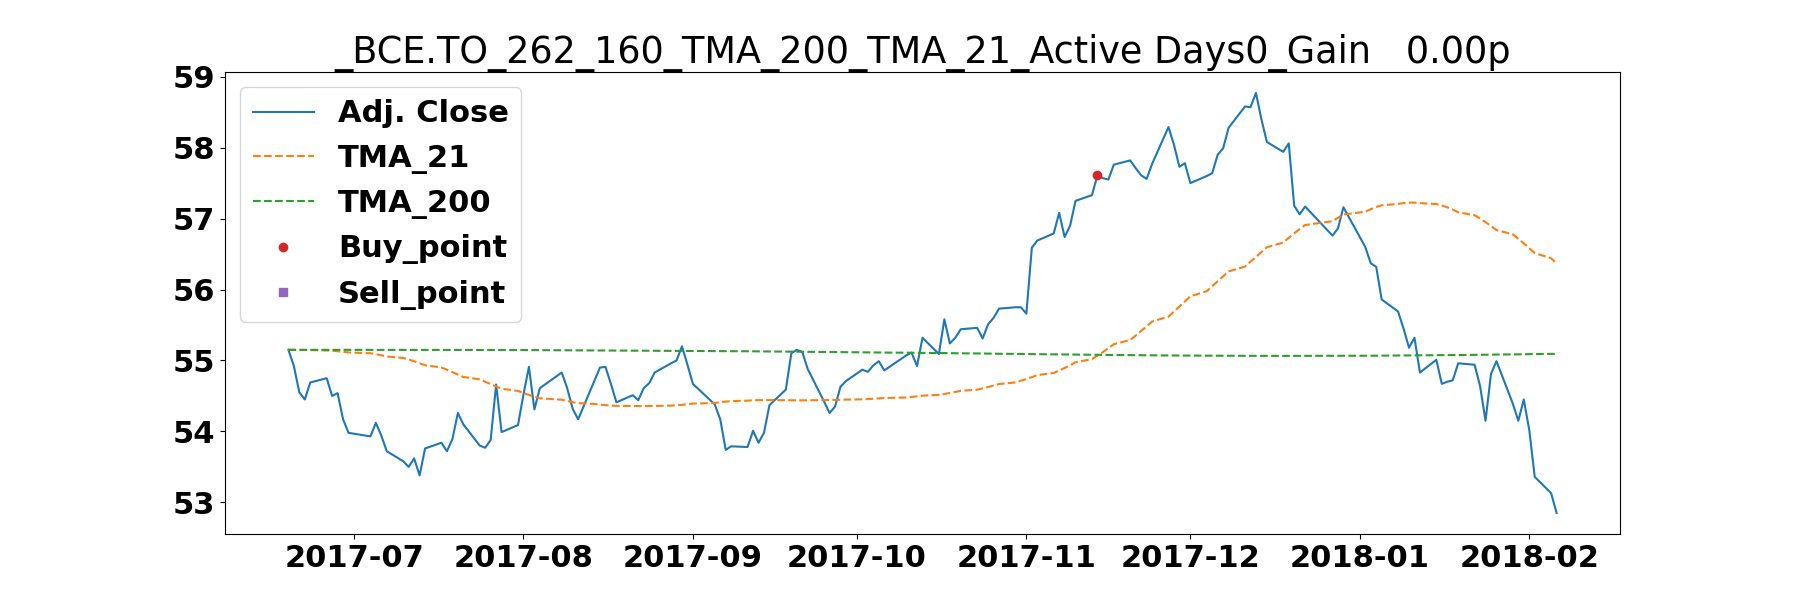 _BCE.TO_262_160_TMA_200_TMA_21_Active Days0_Gain   0.00p
59
58
57
56
55
54
53
Adj. Close
TMA_21
TMA_200
Buy_point
Sell_point
2017-07 2017-08 2017-09 2017-10 2017-11 2017-12 2018-01 2018-02